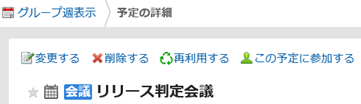 グループ週表示 予定の詳細
変更する 削除する 再利用する この予定に参加する
会議 リリース判定会議